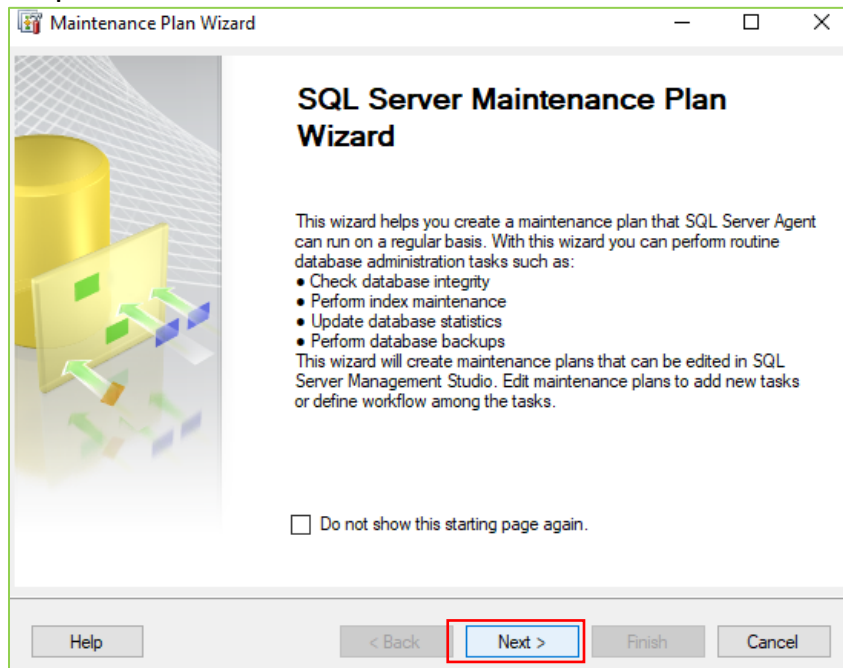 Maintenance Plan Wizard
SQL Server Maintenance Plan
Wizard
This wizard helps you create a maintenance plan that SQL Server Agent
can run on a regular basis. With this wizard you can perform routine
database administration tasks such as:
● Check database integrity
● Perform index maintenance
● Update database statistics
● Perform database backups
This wizard will create maintenance plans that can be edited in SQL
Server Management Studio. Edit maintenance plans to add new tasks
or define workflow among the tasks.
Do not show this starting page again.
Help < Back Next > Finish Cancel